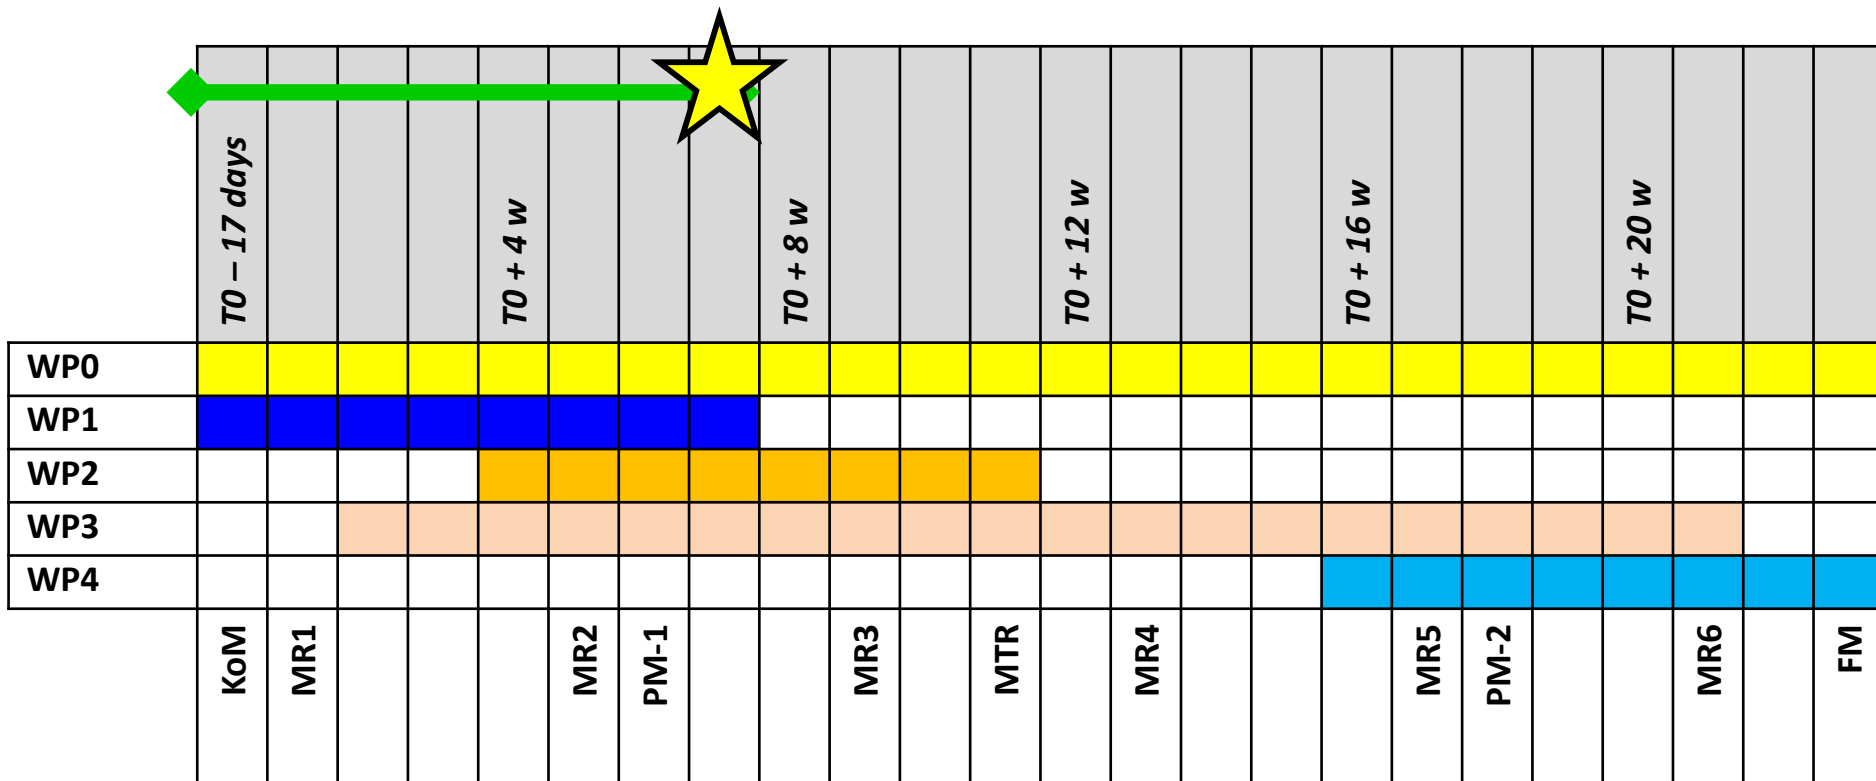 T0 – 17 days
T0 + 4 w
T0 + 8 w
T0 + 12 w
T0 + 16 w
T0 + 20 w
WP0
WP1
WP2
WP3
WP4
KoM
MR1
MR2
PM-1
MR3
MTR
MR4
MR5
PM-2
MR6
FM